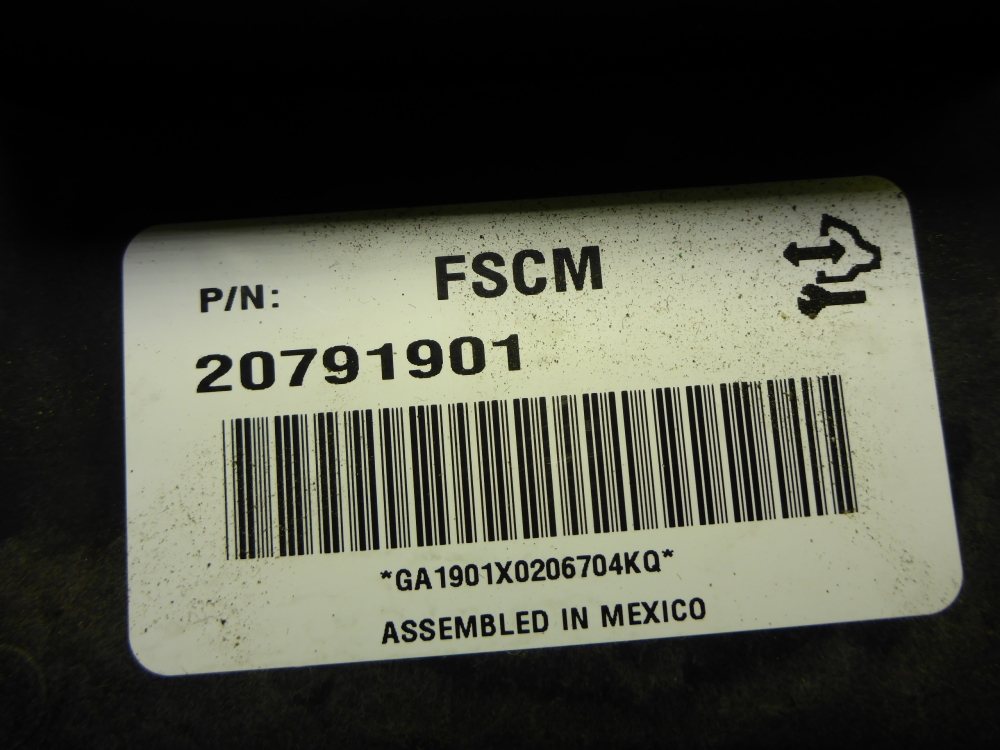 FSCM
P/N:
20791901
*GA1901X0206704KQ*
ASSEMBLED IN MEXICO